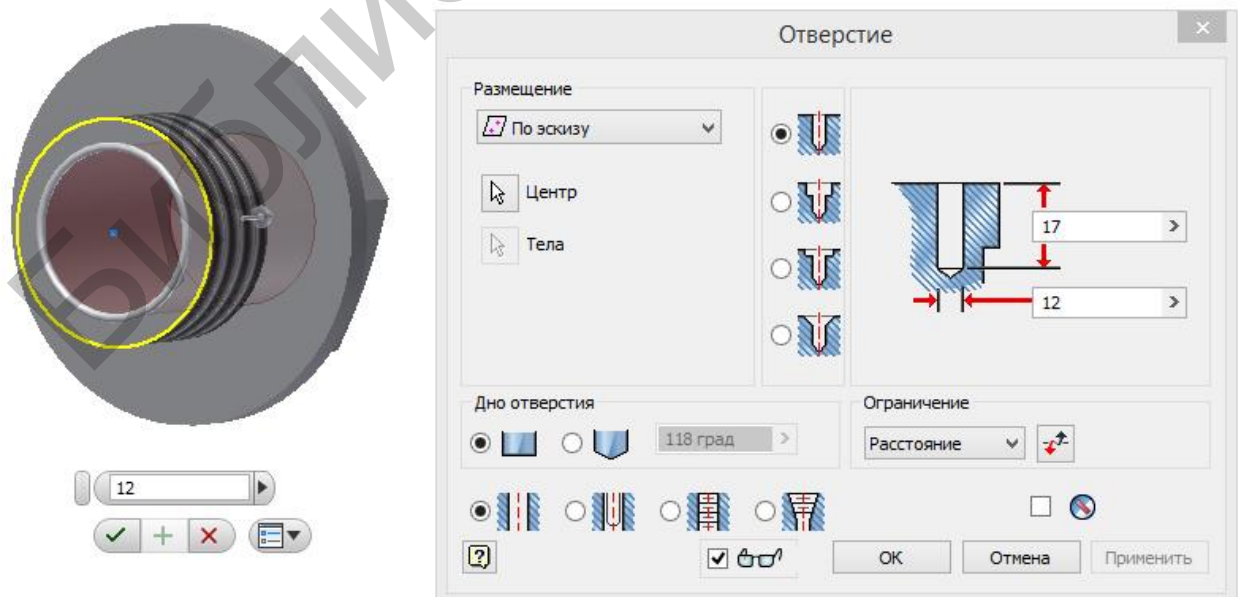 Отверстие
Размещение
По эскизу
Центр
Тела
17
12
Дно отверстия
118 град
Ограничение
Расстояние
12
OK
Отмена
Применить